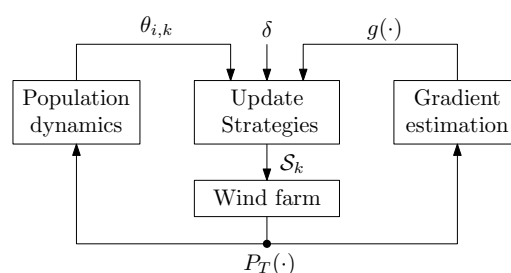 θ_{i,k}
δ
g(·)
Population
dynamics
Update
Strategies
Gradient
estimation
𝒮_k
Wind farm
P_T(·)